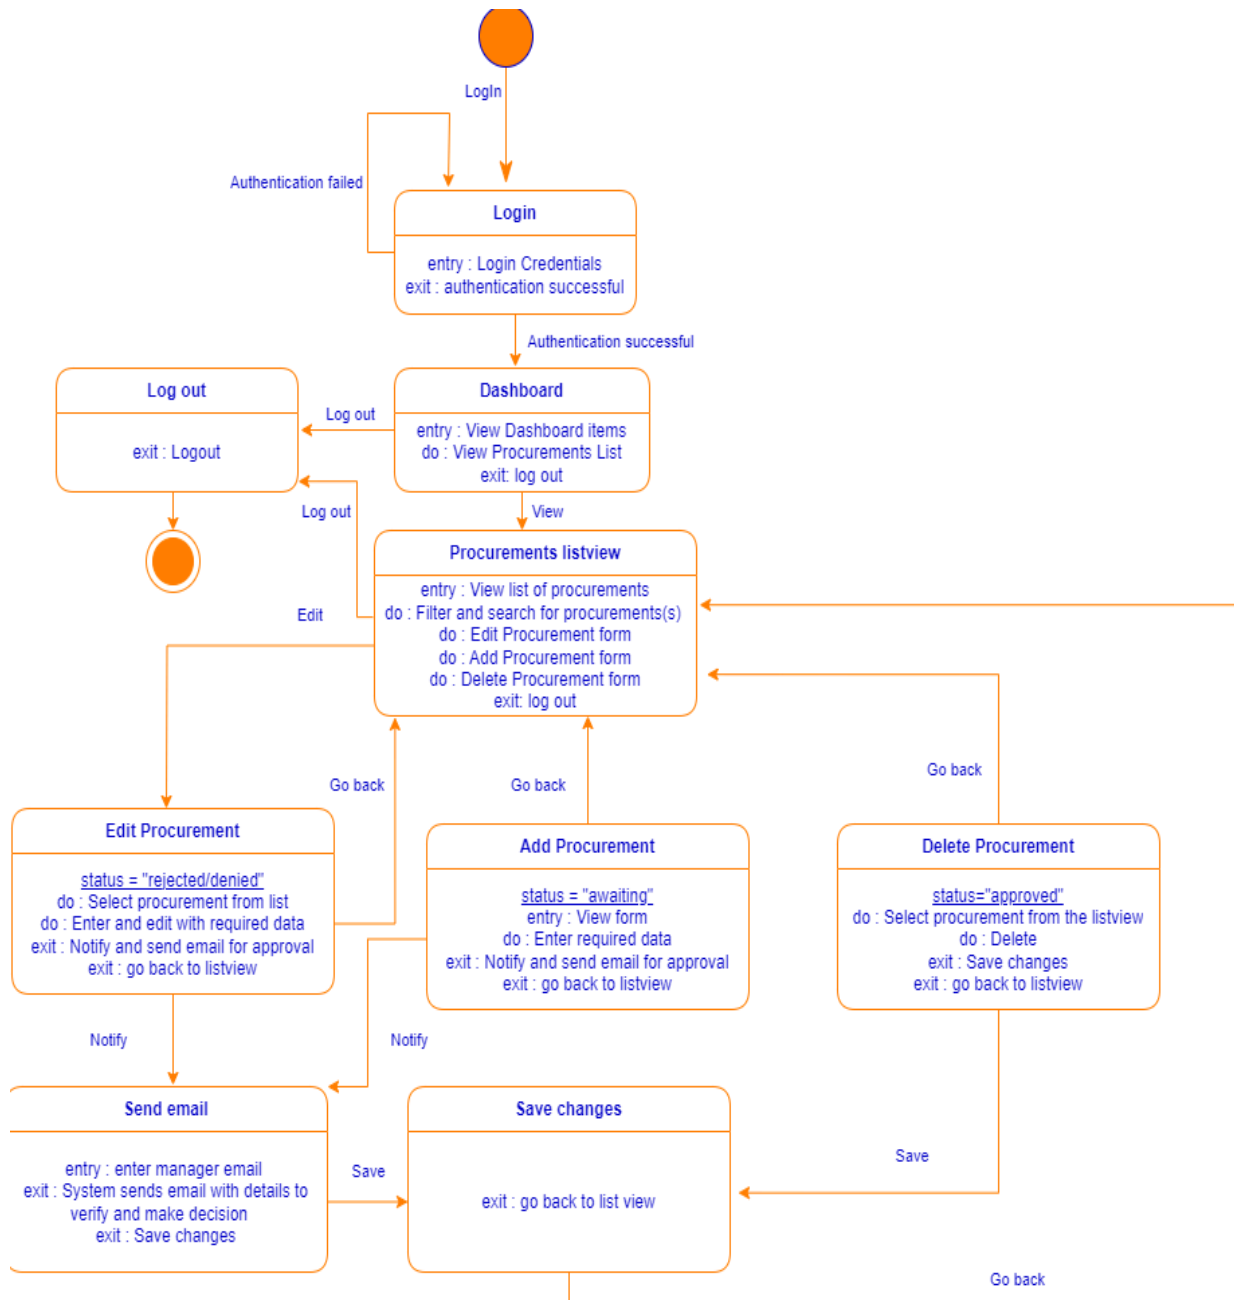 LogIn
Authentication failed
Login
entry : Login Credentials
exit : authentication successful
Authentication successful
Log out
exit : Logout
Log out
Dashboard
entry : View Dashboard items
do : View Procurements List
exit: log out
Log out
View
Procurements listview
entry : View list of procurements
do : Filter and search for procurements(s)
do : Edit Procurement form
do : Add Procurement form
do : Delete Procurement form
exit: log out
Edit
Go back
Go back
Go back
Edit Procurement
status = "rejected/denied"
do : Select procurement from list
do : Enter and edit with required data
exit : Notify and send email for approval
exit : go back to listview
Add Procurement
status = "awaiting"
entry : View form
do : Enter required data
exit : Notify and send email for approval
exit : go back to listview
Delete Procurement
status="approved"
do : Select procurement from the listview
do : Delete
exit : Save changes
exit : go back to listview
Notify
Notify
Send email
entry : enter manager email
exit : System sends email with details to
verify and make decision
exit : Save changes
Save
Save changes
exit : go back to list view
Save
Go back